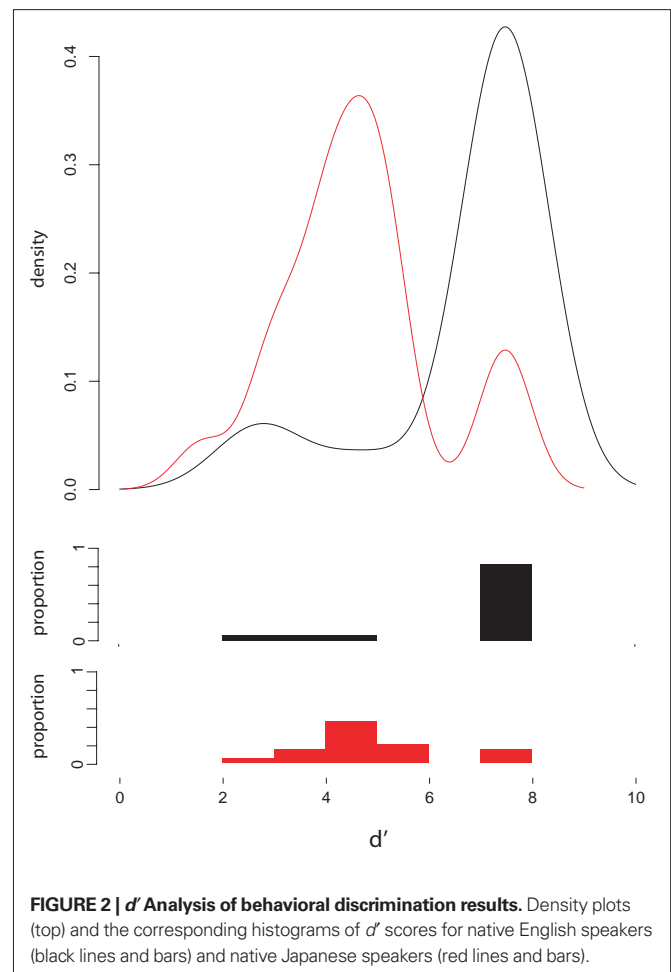 0.4
0.3
0.2
0.1
0.0
density
1
0
proportion
1
0
proportion
0 2 4 6 8 10
d′
FIGURE 2 | d′ Analysis of behavioral discrimination results. Density plots
(top) and the corresponding histograms of d′ scores for native English speakers
(black lines and bars) and native Japanese speakers (red lines and bars).